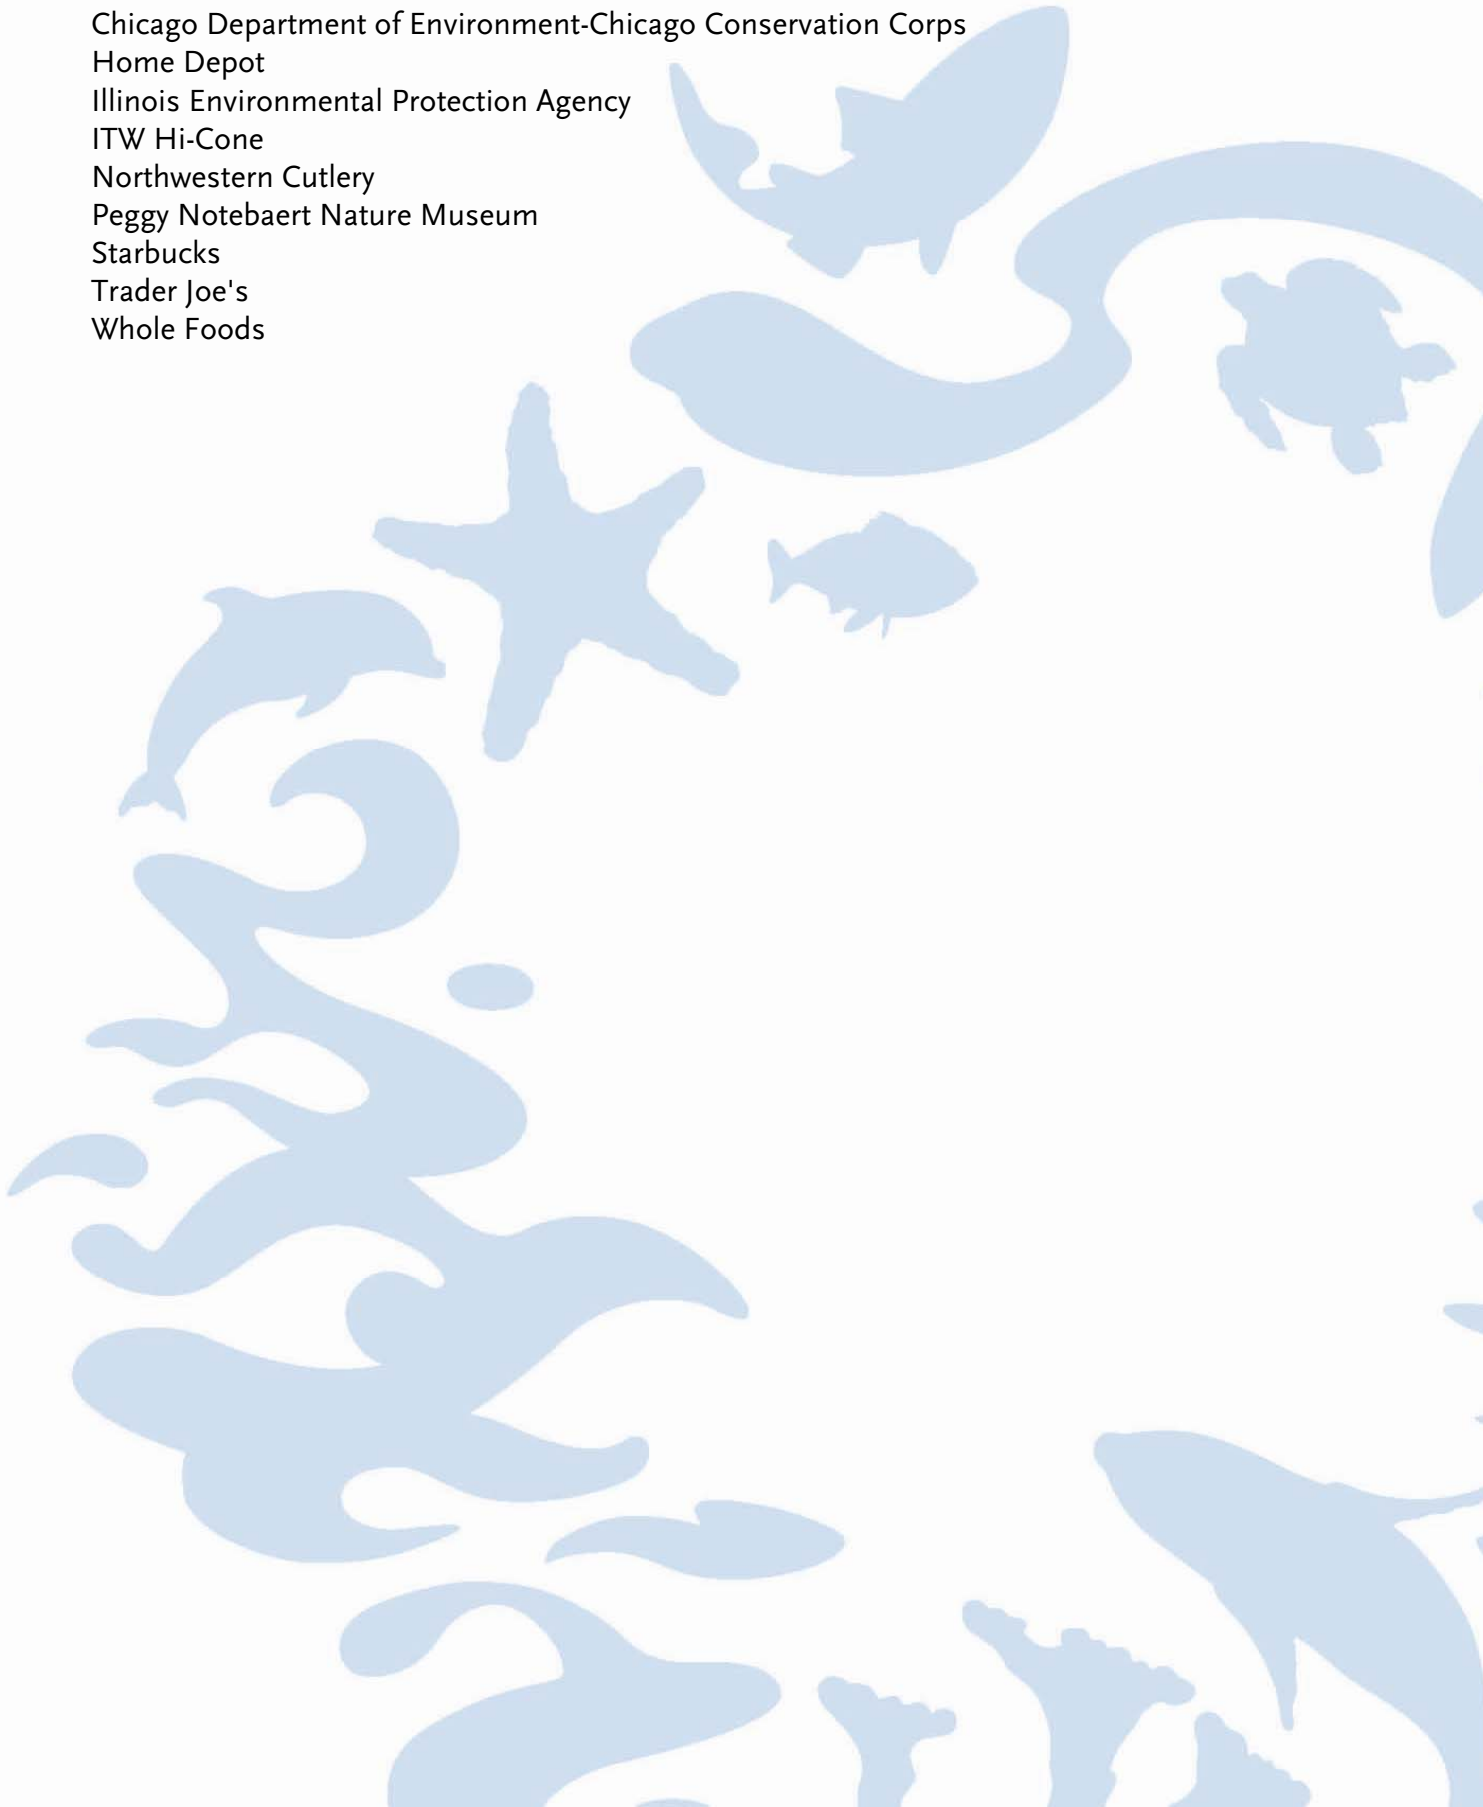 Chicago Department of Environment-Chicago Conservation Corps
Home Depot
Illinois Environmental Protection Agency
ITW Hi-Cone
Northwestern Cutlery
Peggy Notebaert Nature Museum
Starbucks
Trader Joe's
Whole Foods